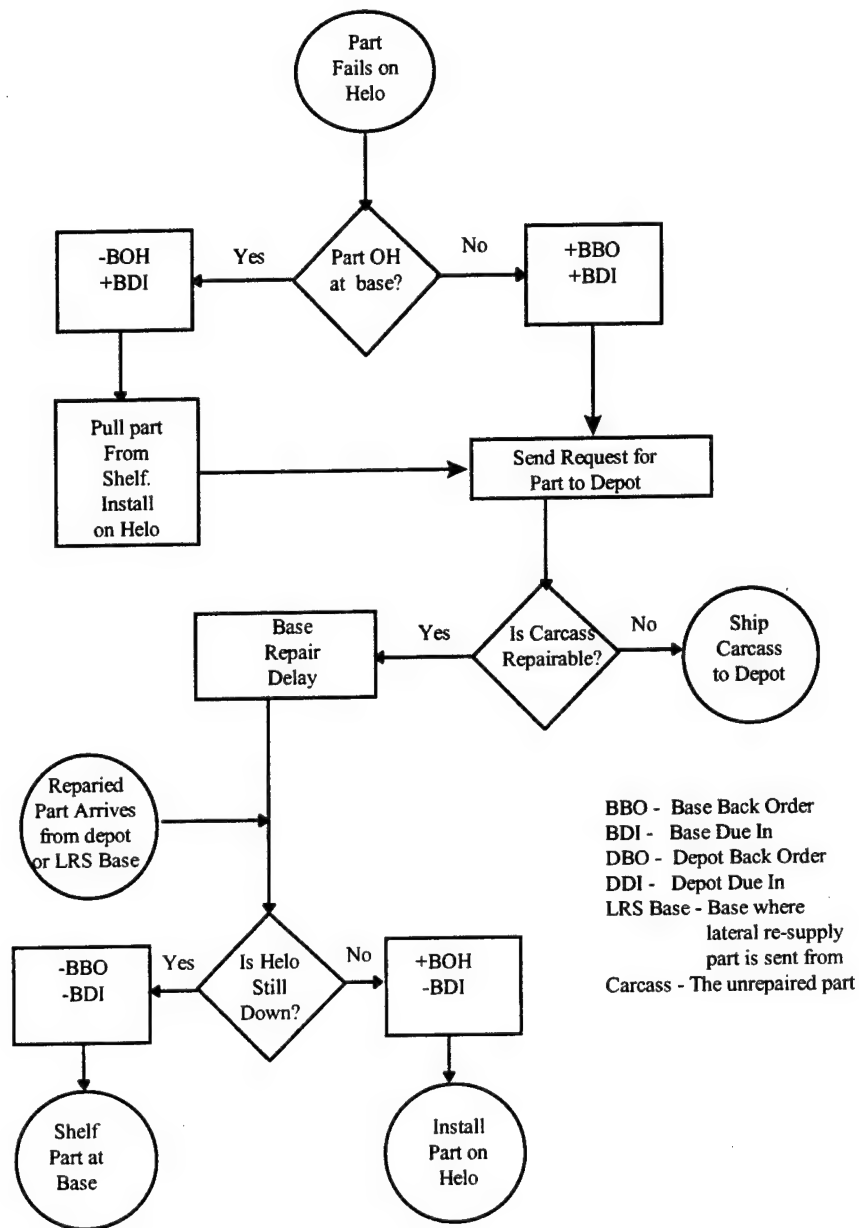 Part
Fails on
Helo
-BOH
+BDI
Yes
Part OH
at base?
No
+BBO
+BDI
Pull part
From
Shelf.
Install
on Helo
Send Request for
Part to Depot
Base
Repair
Delay
Yes
Is Carcass
Repairable?
No
Ship
Carcass
to Depot
Reparied
Part Arrives
from depot
or LRS Base
BBO - Base Back Order
BDI - Base Due In
DBO - Depot Back Order
DDI - Depot Due In
LRS Base - Base where
lateral re-supply
part is sent from
Carcass - The unrepaired part
-BBO
-BDI
Yes
Is Helo
Still
Down?
No
+BOH
-BDI
Shelf
Part at
Base
Install
Part on
Helo